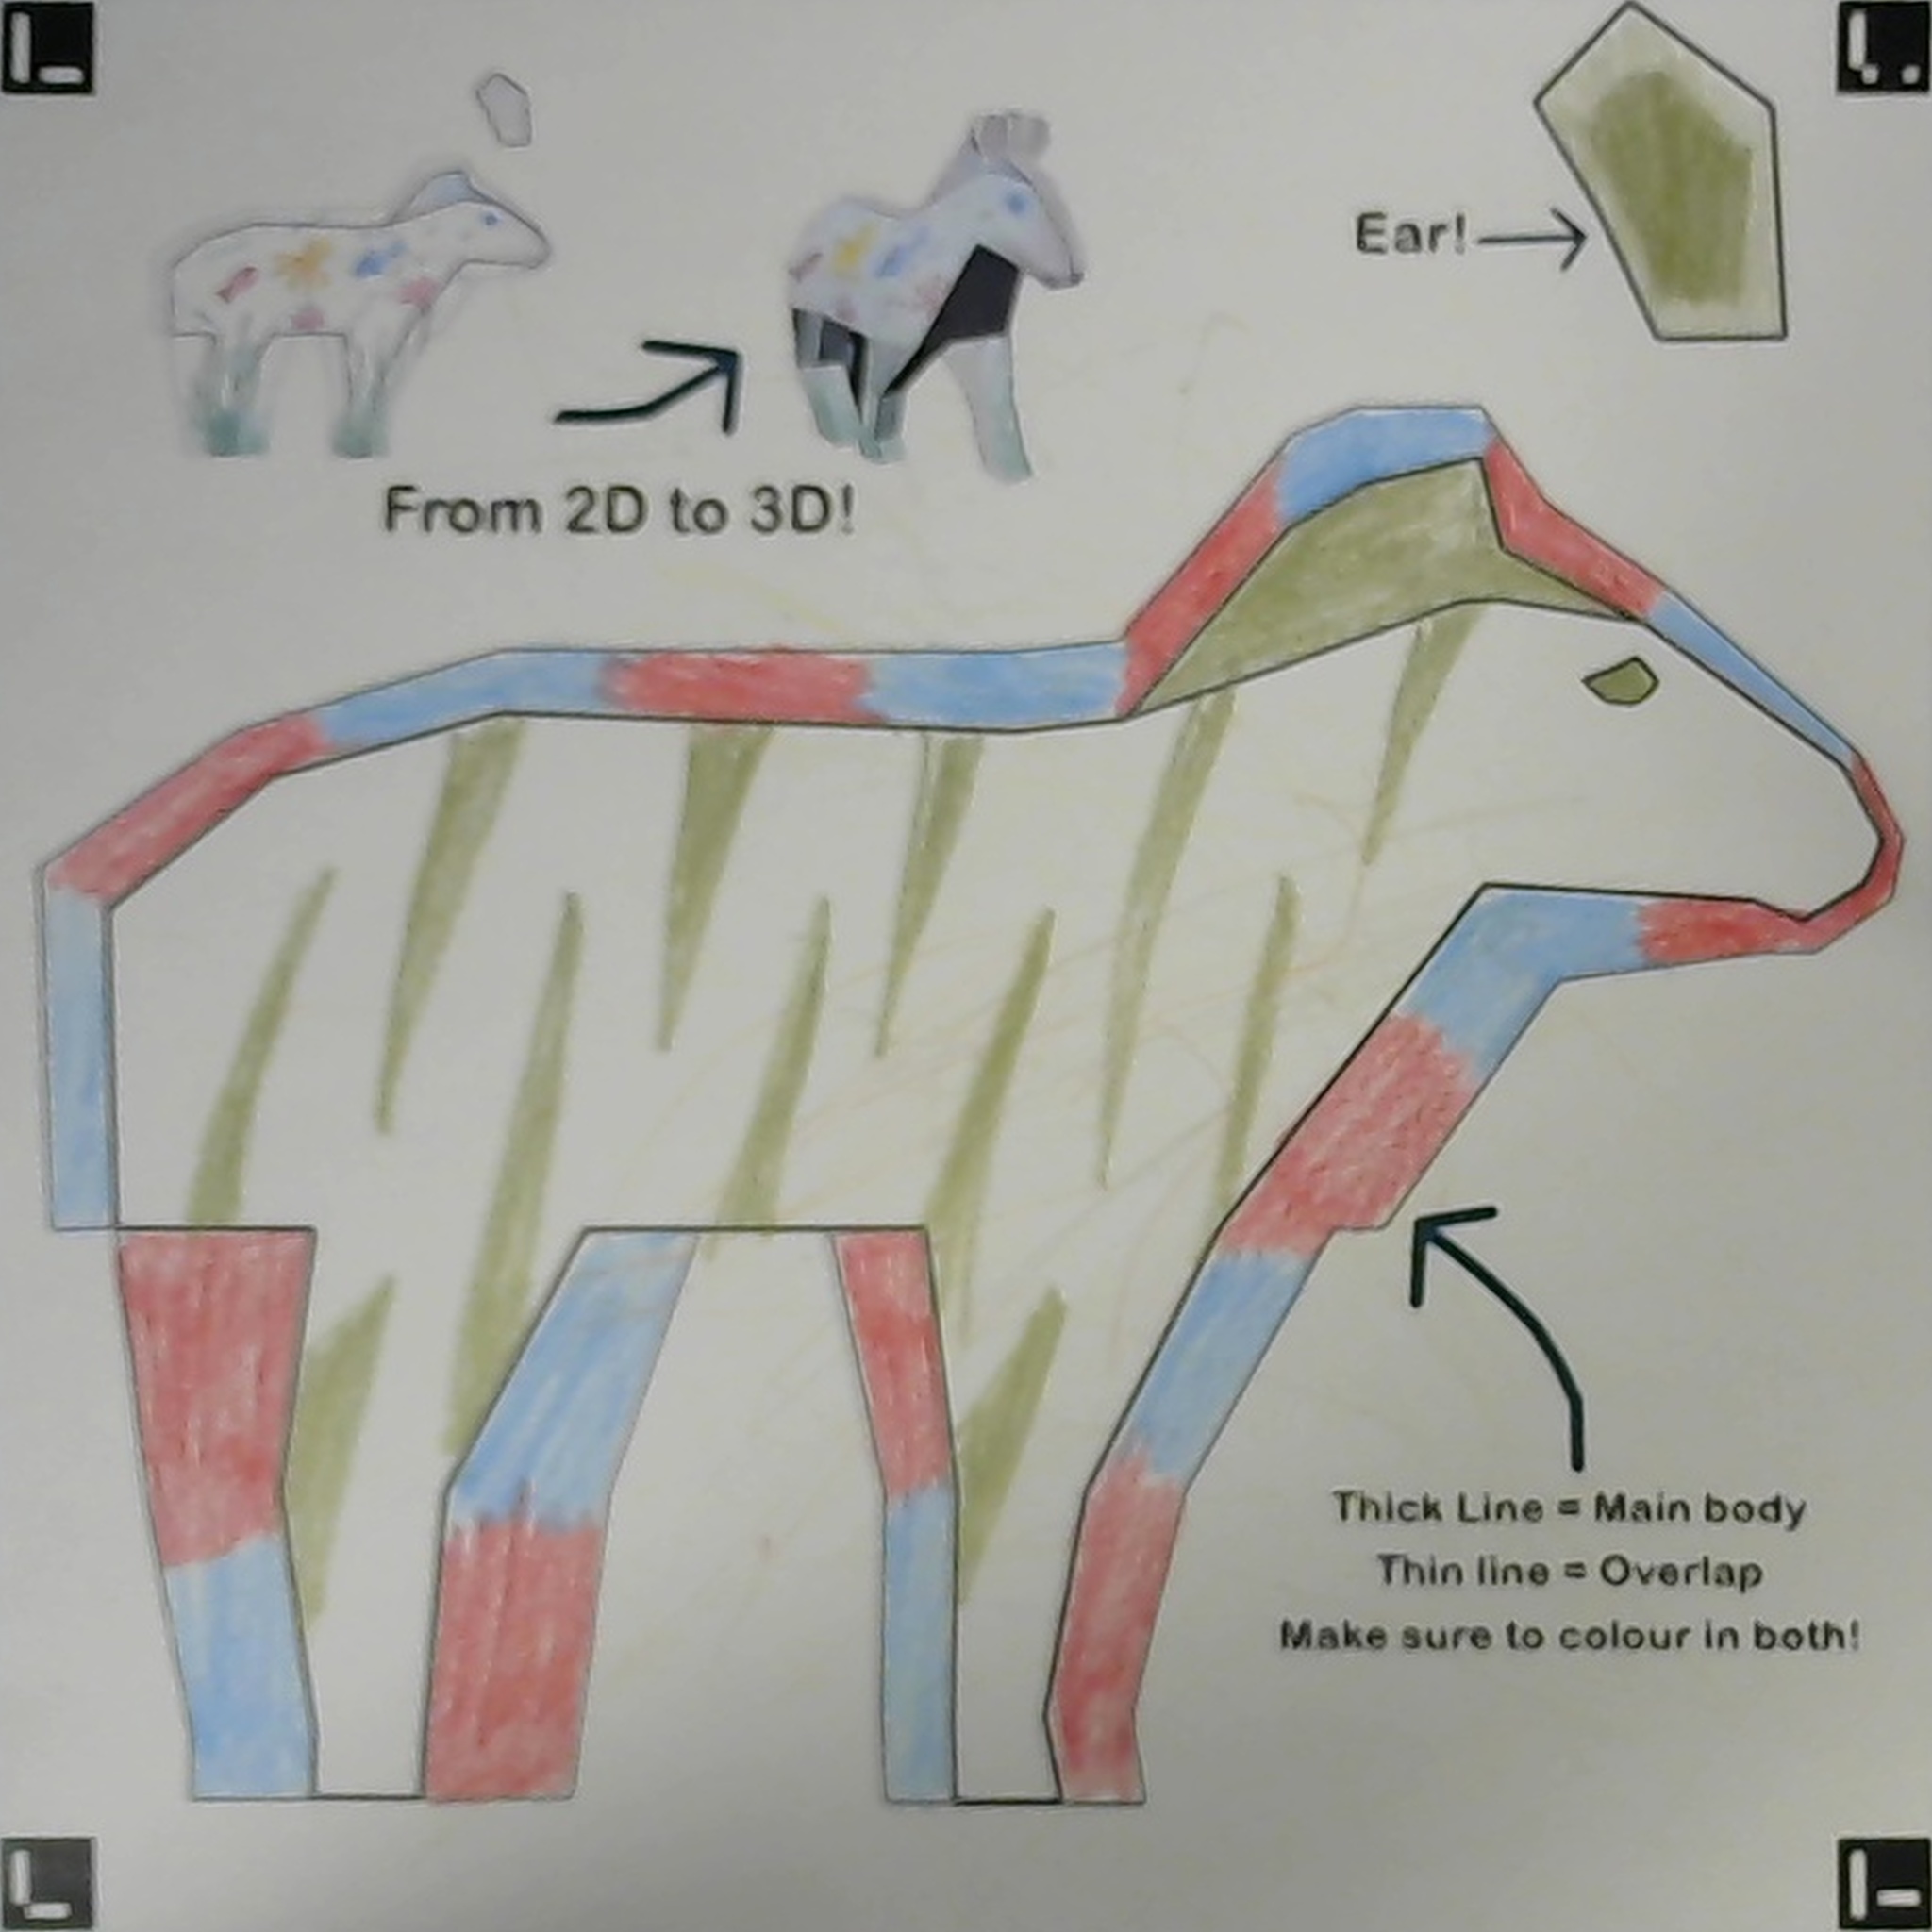 Ear!
From 2D to 3D!
Thick Line = Main body
Thin line = Overlap
Make sure to colour in both!